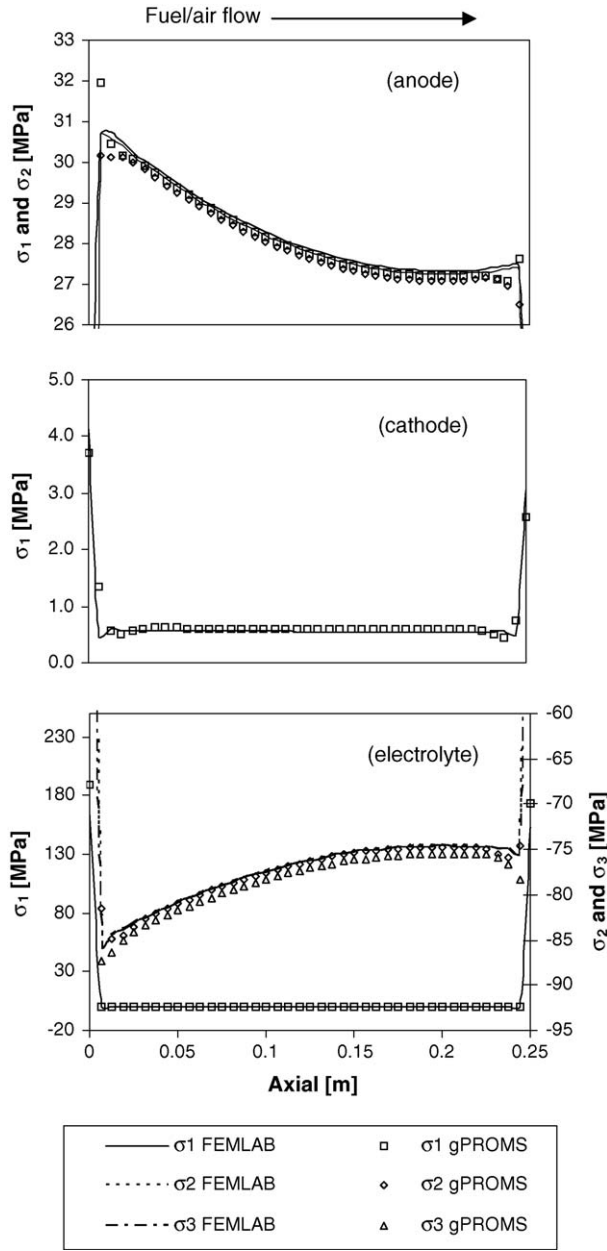 Fuel/air flow
33
32
31
30
29
28
27
26
σ1 and σ2 [MPa]
(anode)
5.0
4.0
3.0
2.0
1.0
0.0
σ1 [MPa]
(cathode)
230
180
130
80
30
-20
σ1 [MPa]
(electrolyte)
-60
-65
-70
-75
-80
-85
-90
-95
σ2 and σ3 [MPa]
0 0.05 0.1 0.15 0.2 0.25
Axial [m]
σ1 FEMLAB σ1 gPROMS
σ2 FEMLAB σ2 gPROMS
σ3 FEMLAB σ3 gPROMS